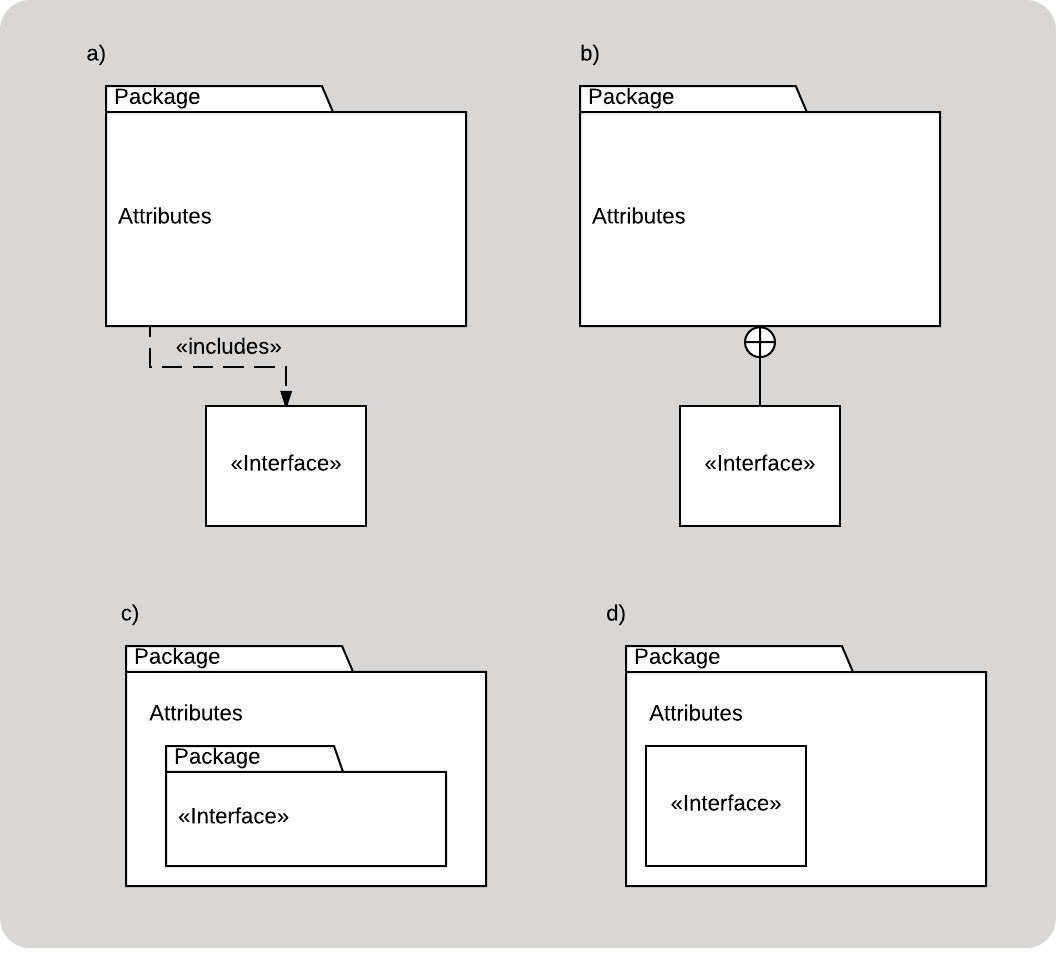 a)
Package
Attributes
«includes»
«Interface»
b)
Package
Attributes
«Interface»
c)
Package
Attributes
Package
«Interface»
d)
Package
Attributes
«Interface»